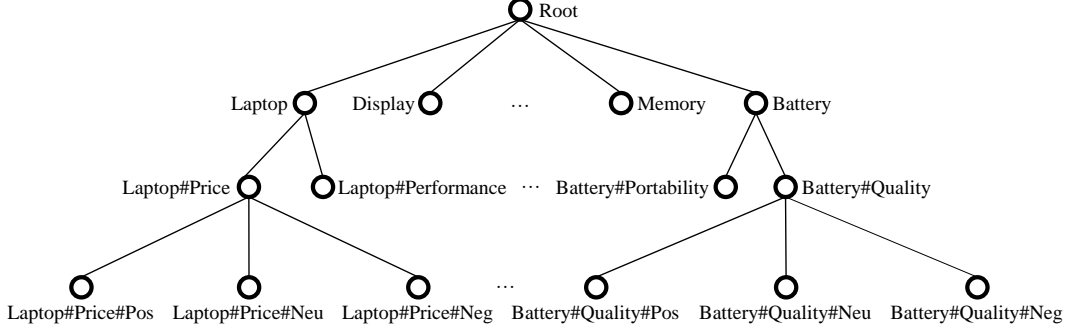 Root
Laptop Display ... Memory Battery
Laptop#Price Laptop#Performance ... Battery#Portability Battery#Quality
...
Laptop#Price#Pos Laptop#Price#Neu Laptop#Price#Neg Battery#Quality#Pos Battery#Quality#Neu Battery#Quality#Neg